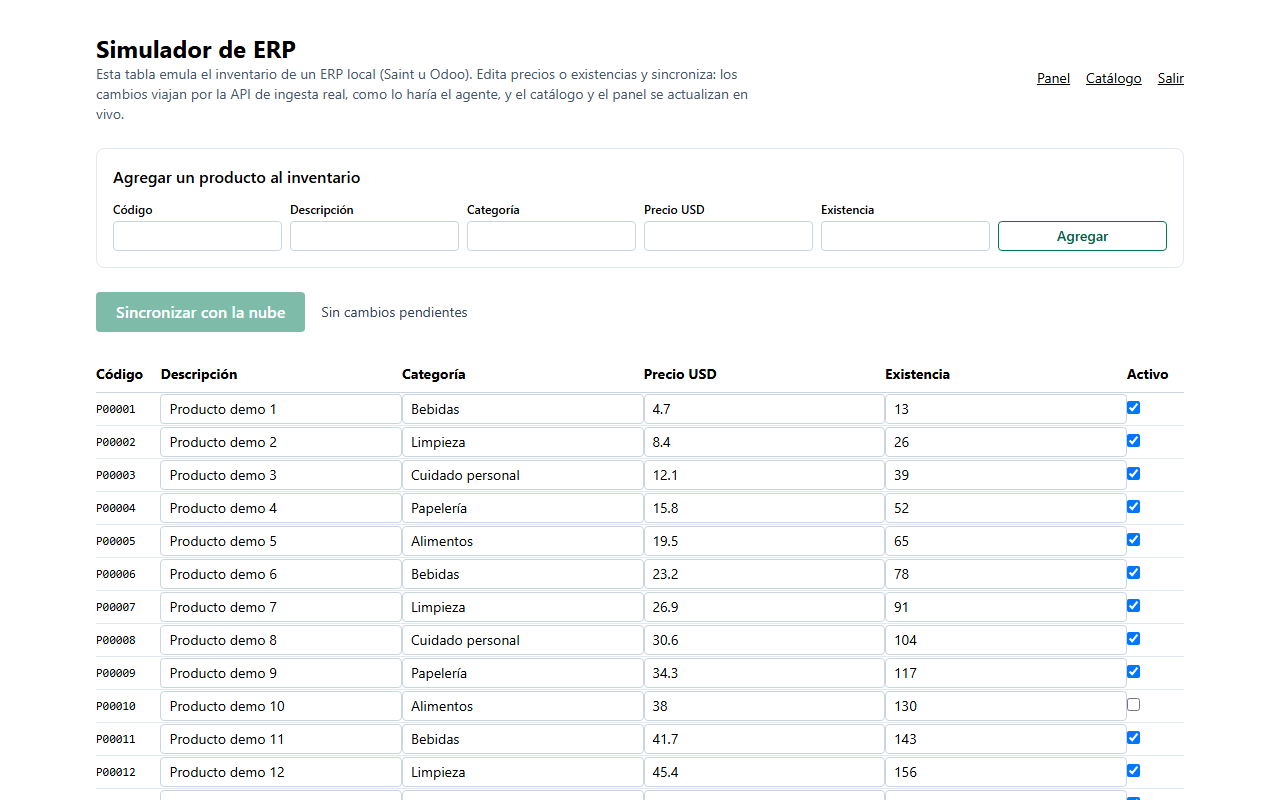 Simulador de ERP
Esta tabla emula el inventario de un ERP local (Saint u Odoo). Edita precios o existencias y sincroniza: los
cambios viajan por la API de ingesta real, como lo haría el agente, y el catálogo y el panel se actualizan en
vivo.
Panel Catálogo Salir
Agregar un producto al inventario
Código Descripción Categoría Precio USD Existencia
Agregar
Sincronizar con la nube Sin cambios pendientes
Código Descripción Categoría Precio USD Existencia Activo
P00001 Producto demo 1 Bebidas 4.7 13
P00002 Producto demo 2 Limpieza 8.4 26
P00003 Producto demo 3 Cuidado personal 12.1 39
P00004 Producto demo 4 Papelería 15.8 52
P00005 Producto demo 5 Alimentos 19.5 65
P00006 Producto demo 6 Bebidas 23.2 78
P00007 Producto demo 7 Limpieza 26.9 91
P00008 Producto demo 8 Cuidado personal 30.6 104
P00009 Producto demo 9 Papelería 34.3 117
P00010 Producto demo 10 Alimentos 38 130
P00011 Producto demo 11 Bebidas 41.7 143
P00012 Producto demo 12 Limpieza 45.4 156